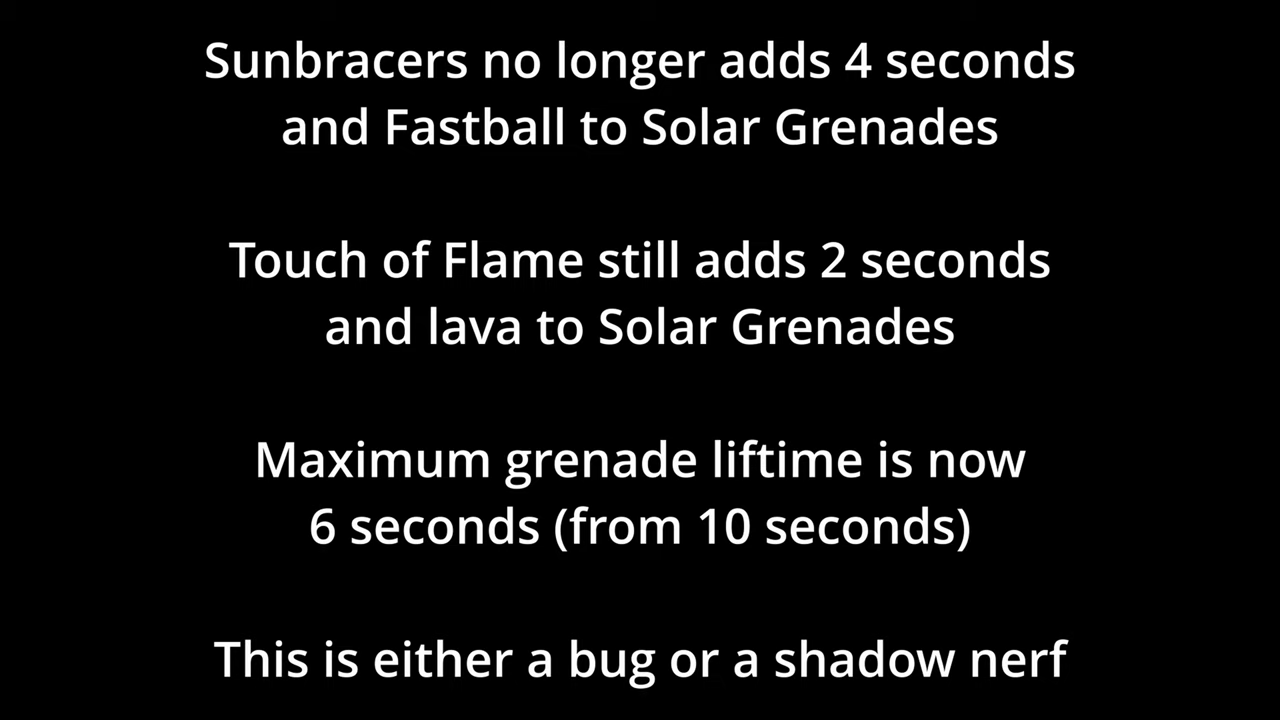 Sunbracers no longer adds 4 seconds
and Fastball to Solar Grenades
Touch of Flame still adds 2 seconds
and lava to Solar Grenades
Maximum grenade liftime is now
6 seconds (from 10 seconds)
This is either a bug or a shadow nerf